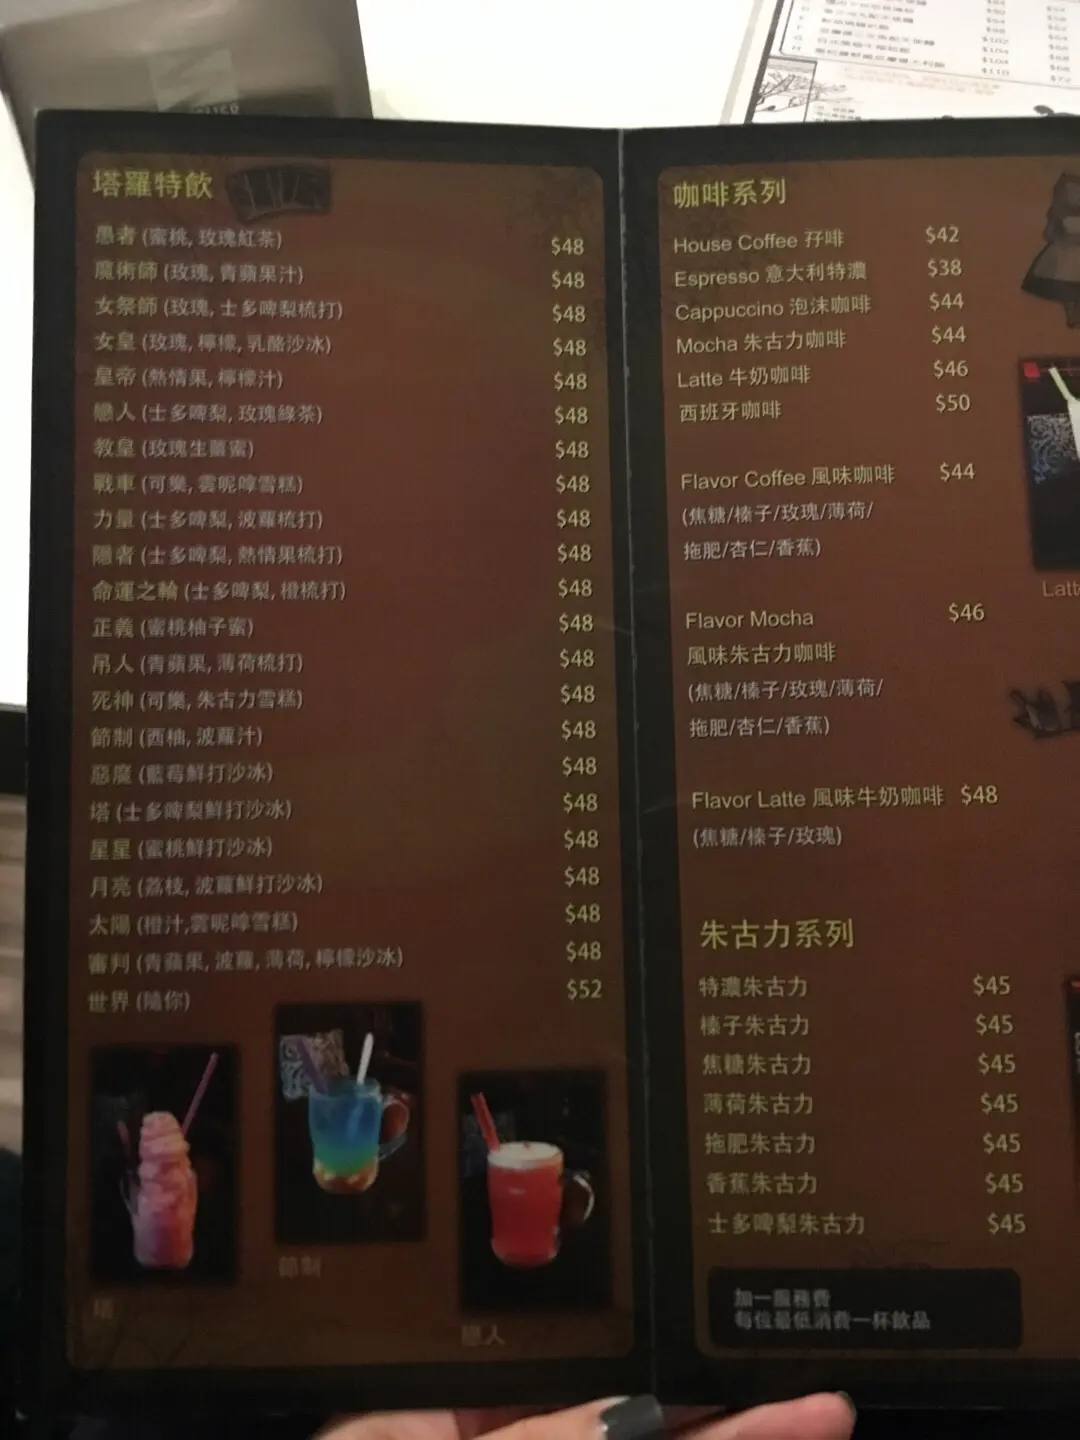 塔羅特飲
愚者 (蜜桃, 玫瑰紅茶) $48
魔術師 (玫瑰, 青蘋果汁) $48
女祭師 (玫瑰, 士多啤梨梳打) $48
女皇 (玫瑰, 檸檬, 乳酪沙冰) $48
皇帝 (熱情果, 檸檬汁) $48
戀人 (士多啤梨, 玫瑰綠茶) $48
教皇 (玫瑰生薑蜜) $48
戰車 (可樂, 雲呢嗱雪糕) $48
力量 (士多啤梨, 波蘿梳打) $48
隱者 (士多啤梨, 熱情果梳打) $48
命運之輪 (士多啤梨, 橙梳打) $48
正義 (蜜桃柚子蜜) $48
吊人 (青蘋果, 薄荷梳打) $48
死神 (可樂, 朱古力雪糕) $48
節制 (西柚, 波蘿汁) $48
惡魔 (藍莓鮮打沙冰) $48
塔 (士多啤梨鮮打沙冰) $48
星星 (蜜桃鮮打沙冰) $48
月亮 (荔枝, 波蘿鮮打沙冰) $48
太陽 (橙汁,雲呢嗱雪糕) $48
審判 (青蘋果, 波蘿, 薄荷, 檸檬沙冰) $48
世界 (隨你) $52
塔
節制
戀人
咖啡系列
House Coffee 孖啡 $42
Espresso 意大利特濃 $38
Cappuccino 泡沫咖啡 $44
Mocha 朱古力咖啡 $44
Latte 牛奶咖啡 $46
西班牙咖啡 $50
Flavor Coffee 風味咖啡 $44
(焦糖/榛子/玫瑰/薄荷/
拖肥/杏仁/香蕉)
Flavor Mocha $46
風味朱古力咖啡
(焦糖/榛子/玫瑰/薄荷/
拖肥/杏仁/香蕉)
Flavor Latte 風味牛奶咖啡 $48
(焦糖/榛子/玫瑰)
Latt
朱古力系列
特濃朱古力 $45
榛子朱古力 $45
焦糖朱古力 $45
薄荷朱古力 $45
拖肥朱古力 $45
香蕉朱古力 $45
士多啤梨朱古力 $45
加一服務費
每位最低消費一杯飲品